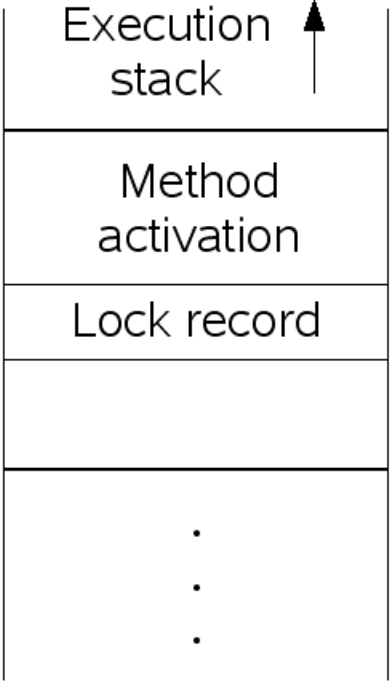 Execution
stack
Method
activation
Lock record
.
.
.